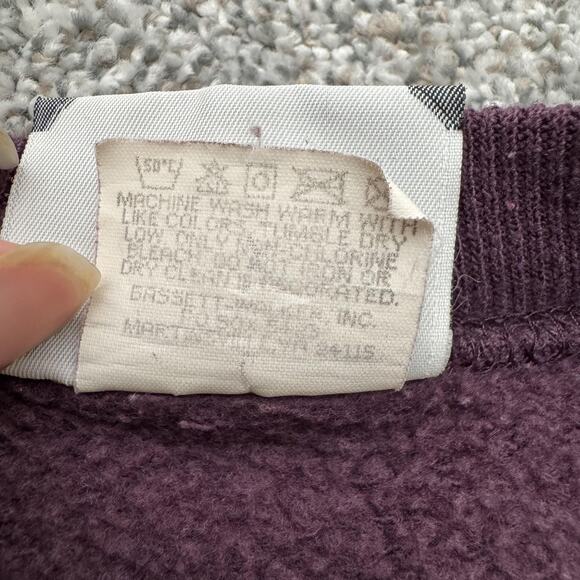 50°C
MACHINE WASH WARM WITH
LIKE COLORS. TUMBLE DRY
LOW. ONLY NON-CHLORINE
BLEACH. DO NOT IRON OR
DRY CLEAN IF DECORATED.
BASSETT-WALKER, INC.
P.O. BOX
MARTINSVILLE, VA 24115